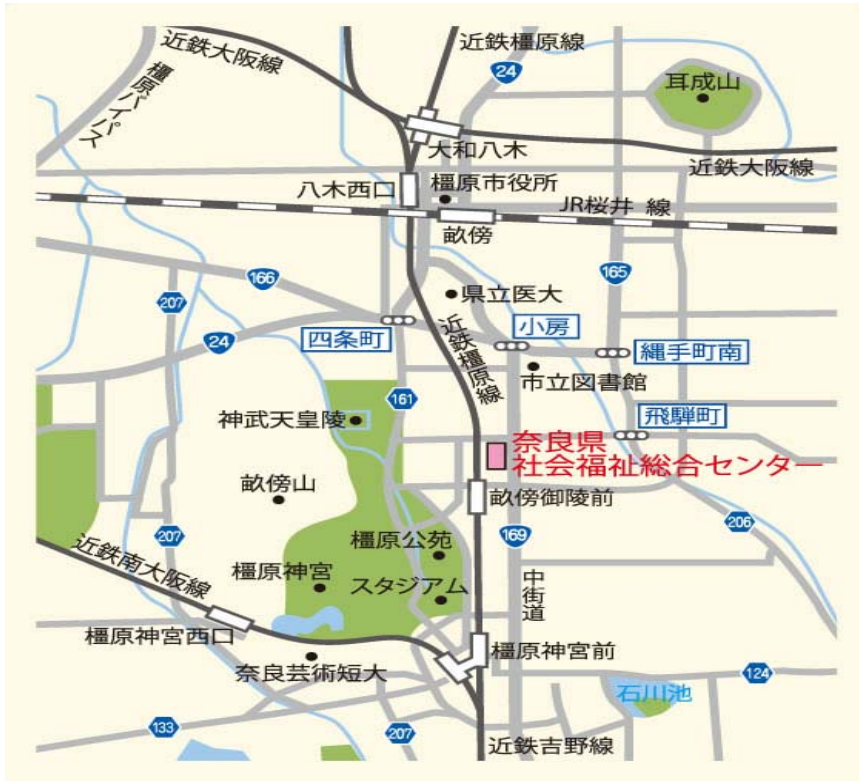 近鉄大阪線
近鉄橿原線
24
耳成山
橿原バイパス
大和八木
近鉄大阪線
八木西口
橿原市役所
JR桜井 線
畝傍
166
165
207
県立医大
24
四条町
近鉄橿原線
小房
縄手町南
市立図書館
161
飛騨町
神武天皇陵
奈良県
社会福祉総合センター
畝傍山
畝傍御陵前
206
207
169
橿原公苑
近鉄南大阪線
橿原神宮
スタジアム
中街道
橿原神宮西口
橿原神宮前
奈良芸術短大
124
石川池
133
207
近鉄吉野線